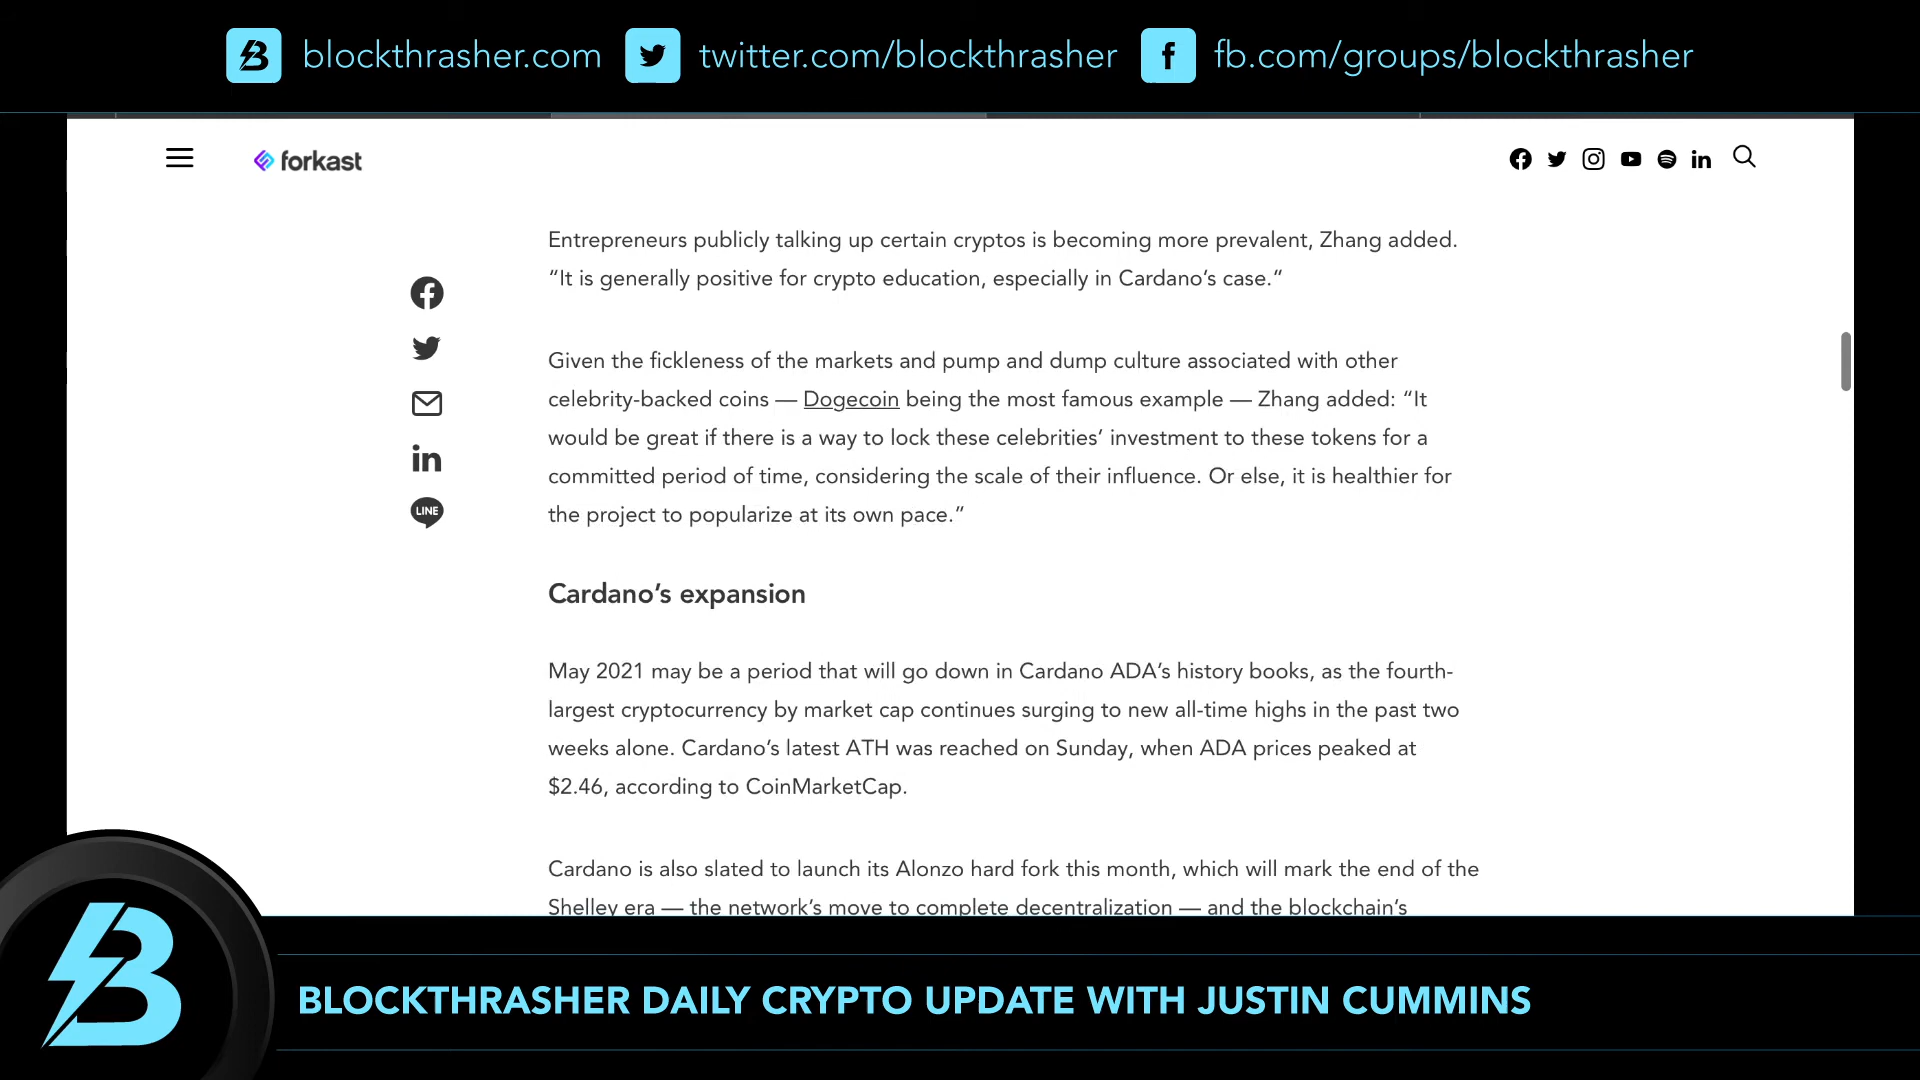 blockthrasher.com twitter.com/blockthrasher fb.com/groups/blockthrasher
forkast
Entrepreneurs publicly talking up certain cryptos is becoming more prevalent, Zhang added.
“It is generally positive for crypto education, especially in Cardano’s case.”
Given the fickleness of the markets and pump and dump culture associated with other
celebrity-backed coins — Dogecoin being the most famous example — Zhang added: “It
would be great if there is a way to lock these celebrities’ investment to these tokens for a
committed period of time, considering the scale of their influence. Or else, it is healthier for
the project to popularize at its own pace.”
LINE
Cardano’s expansion
May 2021 may be a period that will go down in Cardano ADA’s history books, as the fourth-
largest cryptocurrency by market cap continues surging to new all-time highs in the past two
weeks alone. Cardano’s latest ATH was reached on Sunday, when ADA prices peaked at
$2.46, according to CoinMarketCap.
Cardano is also slated to launch its Alonzo hard fork this month, which will mark the end of the
Shelley era — the network’s move to complete decentralization — and the blockchain’s
BLOCKTHRASHER DAILY CRYPTO UPDATE WITH JUSTIN CUMMINS